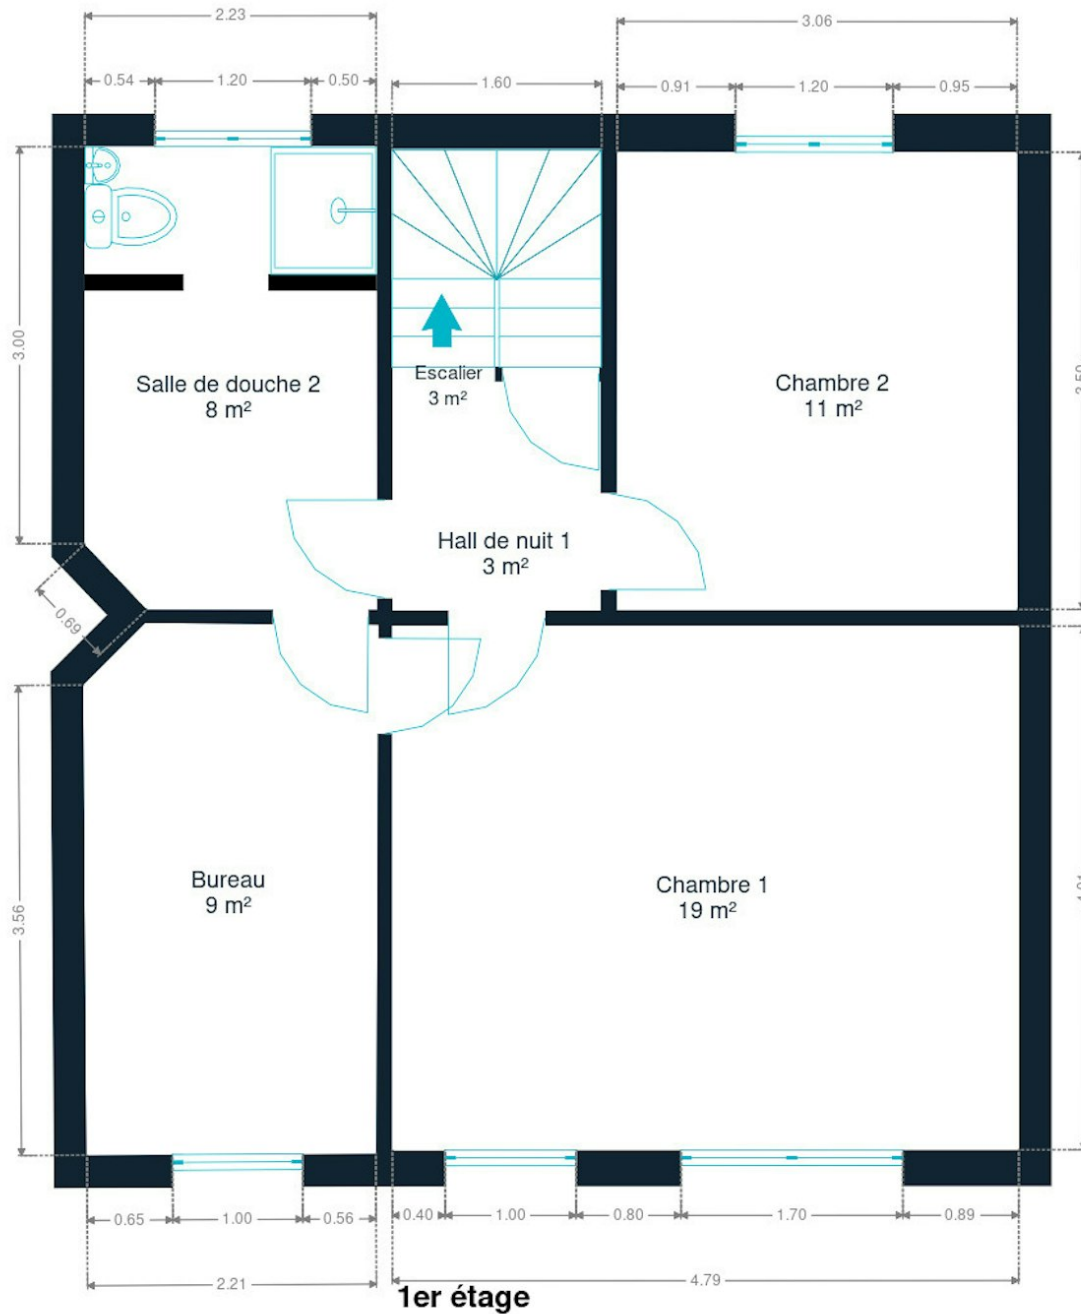 2.23
3.06
0.54
1.20
0.50
1.60
0.91
1.20
0.95
3.00
Salle de douche 2
8 m²
Escalier
3 m²
Chambre 2
11 m²
Hall de nuit 1
3 m²
0.69
Bureau
9 m²
Chambre 1
19 m²
3.56
0.65
1.00
0.56
0.40
1.00
0.80
1.70
0.89
2.21
4.79
1er étage